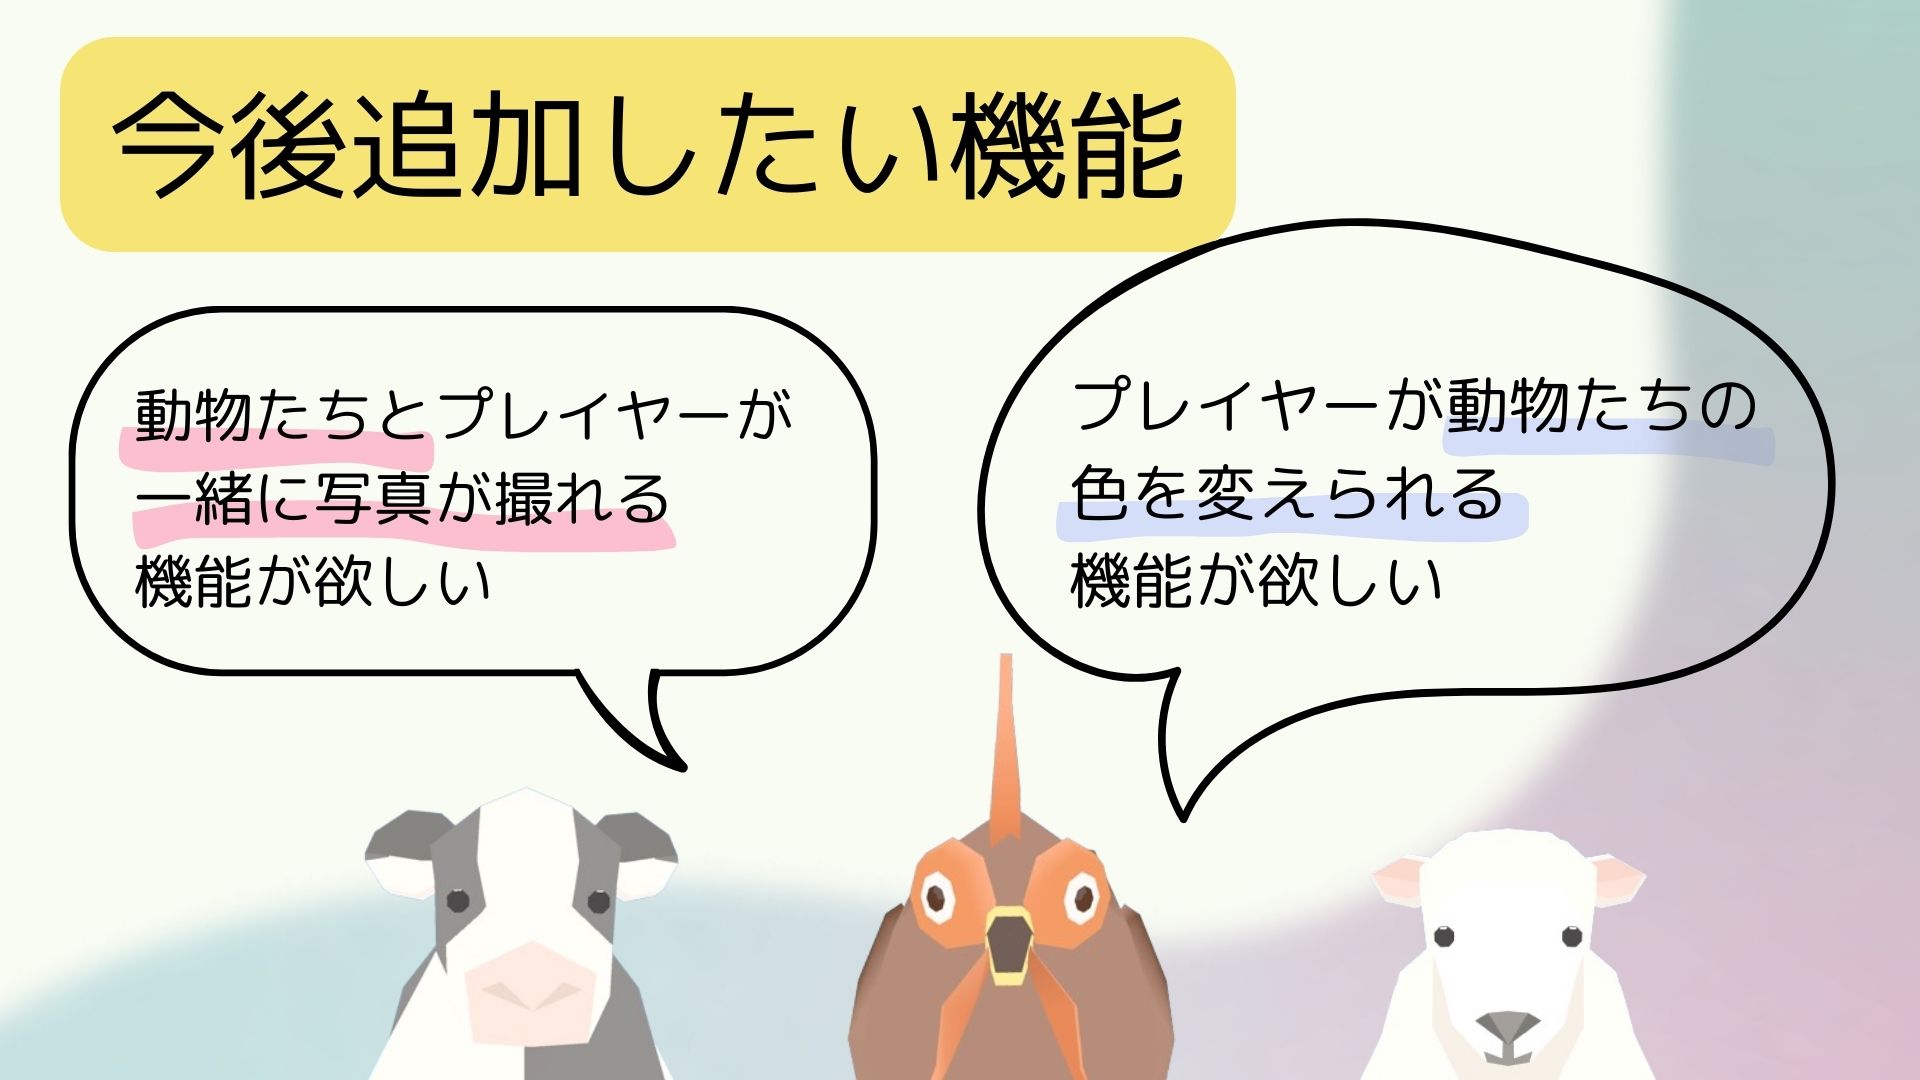 今後追加したい機能
動物たちとプレイヤーが
一緒に写真が撮れる
機能が欲しい
プレイヤーが動物たちの
色を変えられる
機能が欲しい